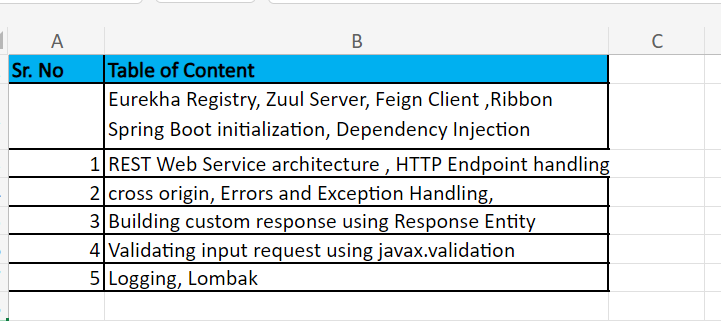 A B C
Sr. No Table of Content
Eurekha Registry, Zuul Server, Feign Client ,Ribbon
Spring Boot initialization, Dependency Injection
1 REST Web Service architecture , HTTP Endpoint handling
2 cross origin, Errors and Exception Handling,
3 Building custom response using Response Entity
4 Validating input request using javax.validation
5 Logging, Lombak